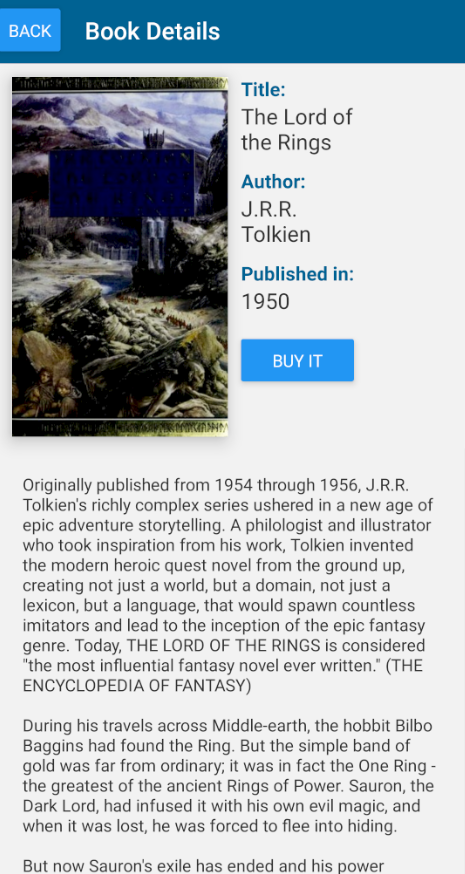 BACK
Book Details
Title:
The Lord of
the Rings
Author:
J.R.R.
Tolkien
Published in:
1950
BUY IT
Originally published from 1954 through 1956, J.R.R.
Tolkien's richly complex series ushered in a new age of
epic adventure storytelling. A philologist and illustrator
who took inspiration from his work, Tolkien invented
the modern heroic quest novel from the ground up,
creating not just a world, but a domain, not just a
lexicon, but a language, that would spawn countless
imitators and lead to the inception of the epic fantasy
genre. Today, THE LORD OF THE RINGS is considered
"the most influential fantasy novel ever written." (THE
ENCYCLOPEDIA OF FANTASY)
During his travels across Middle-earth, the hobbit Bilbo
Baggins had found the Ring. But the simple band of
gold was far from ordinary; it was in fact the One Ring -
the greatest of the ancient Rings of Power. Sauron, the
Dark Lord, had infused it with his own evil magic, and
when it was lost, he was forced to flee into hiding.
But now Sauron's exile has ended and his power